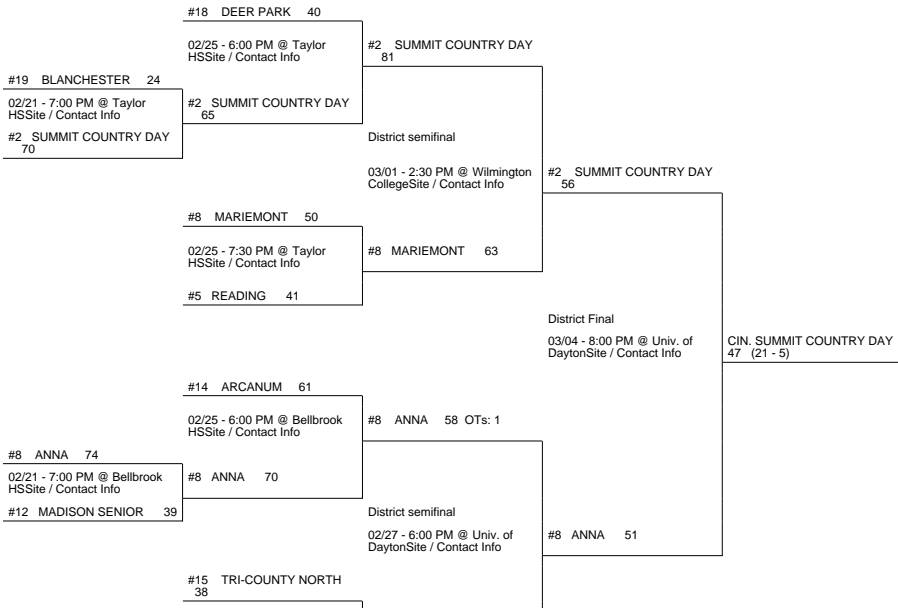 #18 DEER PARK 40
02/25 - 6:00 PM @ Taylor
HSSite / Contact Info
#2 SUMMIT COUNTRY DAY
81
#19 BLANCHESTER 24
02/21 - 7:00 PM @ Taylor
HSSite / Contact Info
#2 SUMMIT COUNTRY DAY
65
#2 SUMMIT COUNTRY DAY
70
District semifinal
03/01 - 2:30 PM @ Wilmington
CollegeSite / Contact Info
#2 SUMMIT COUNTRY DAY
56
#8 MARIEMONT 50
02/25 - 7:30 PM @ Taylor
HSSite / Contact Info
#8 MARIEMONT 63
#5 READING 41
District Final
03/04 - 8:00 PM @ Univ. of
DaytonSite / Contact Info
CIN. SUMMIT COUNTRY DAY
47 (21 - 5)
#14 ARCANUM 61
02/25 - 6:00 PM @ Bellbrook
HSSite / Contact Info
#8 ANNA 58 OTs: 1
#8 ANNA 74
02/21 - 7:00 PM @ Bellbrook
HSSite / Contact Info
#8 ANNA 70
#12 MADISON SENIOR 39
District semifinal
02/27 - 6:00 PM @ Univ. of
DaytonSite / Contact Info
#8 ANNA 51
#15 TRI-COUNTY NORTH
38